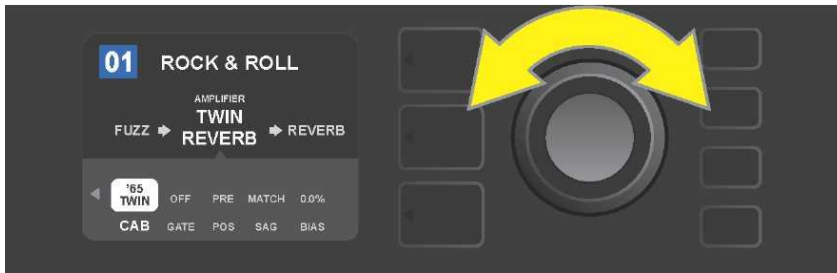 01 ROCK & ROLL
AMPLIFIER
TWIN
FUZZ REVERB REVERB
'65
TWIN OFF PRE MATCH 0.0%
CAB GATE POS SAG BIAS